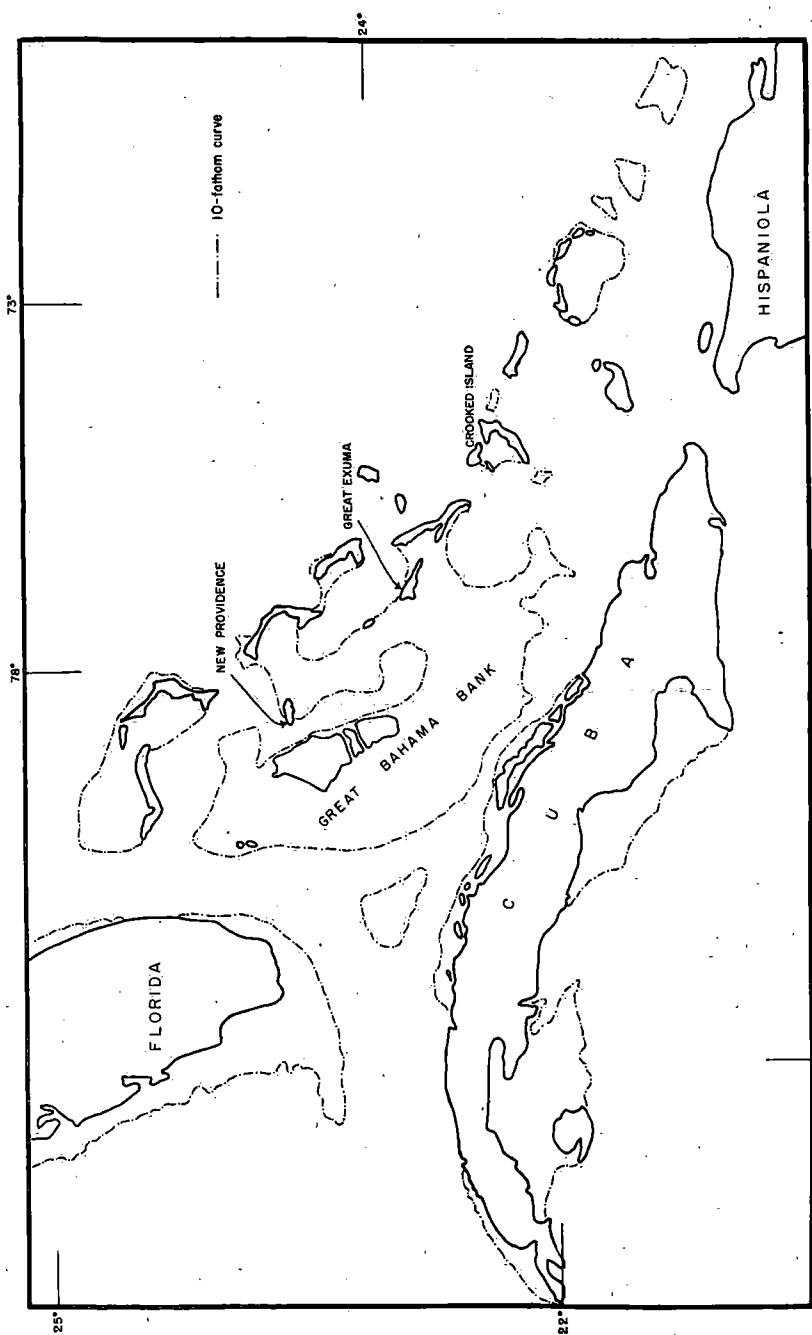 25°
78°
73°
24°
22°
10-fathom curve
FLORIDA
NEW PROVIDENCE
GREAT EXUMA
CROOKED ISLAND
GREAT BAHAMA BANK
CUBA
HISPANIOLA